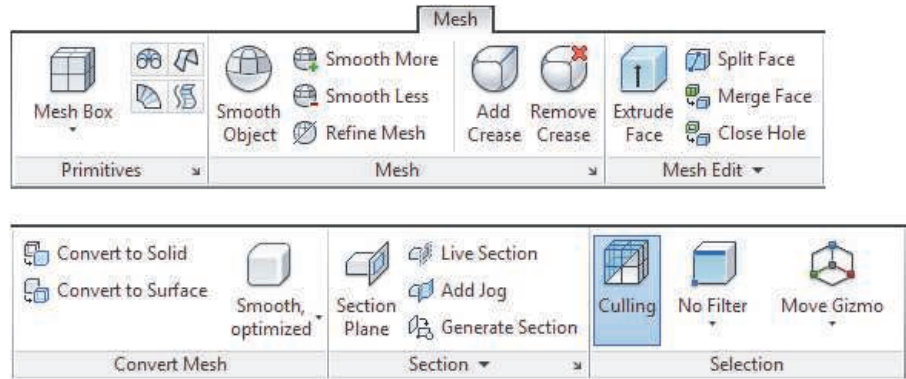 Mesh
Mesh Box
Smooth Object
Smooth More
Smooth Less
Refine Mesh
Add Crease
Remove Crease
Extrude Face
Split Face
Merge Face
Close Hole
Primitives
Mesh
Mesh Edit
Convert to Solid
Convert to Surface
Smooth, optimized
Section Plane
Live Section
Add Jog
Generate Section
Culling
No Filter
Move Gizmo
Convert Mesh
Section
Selection